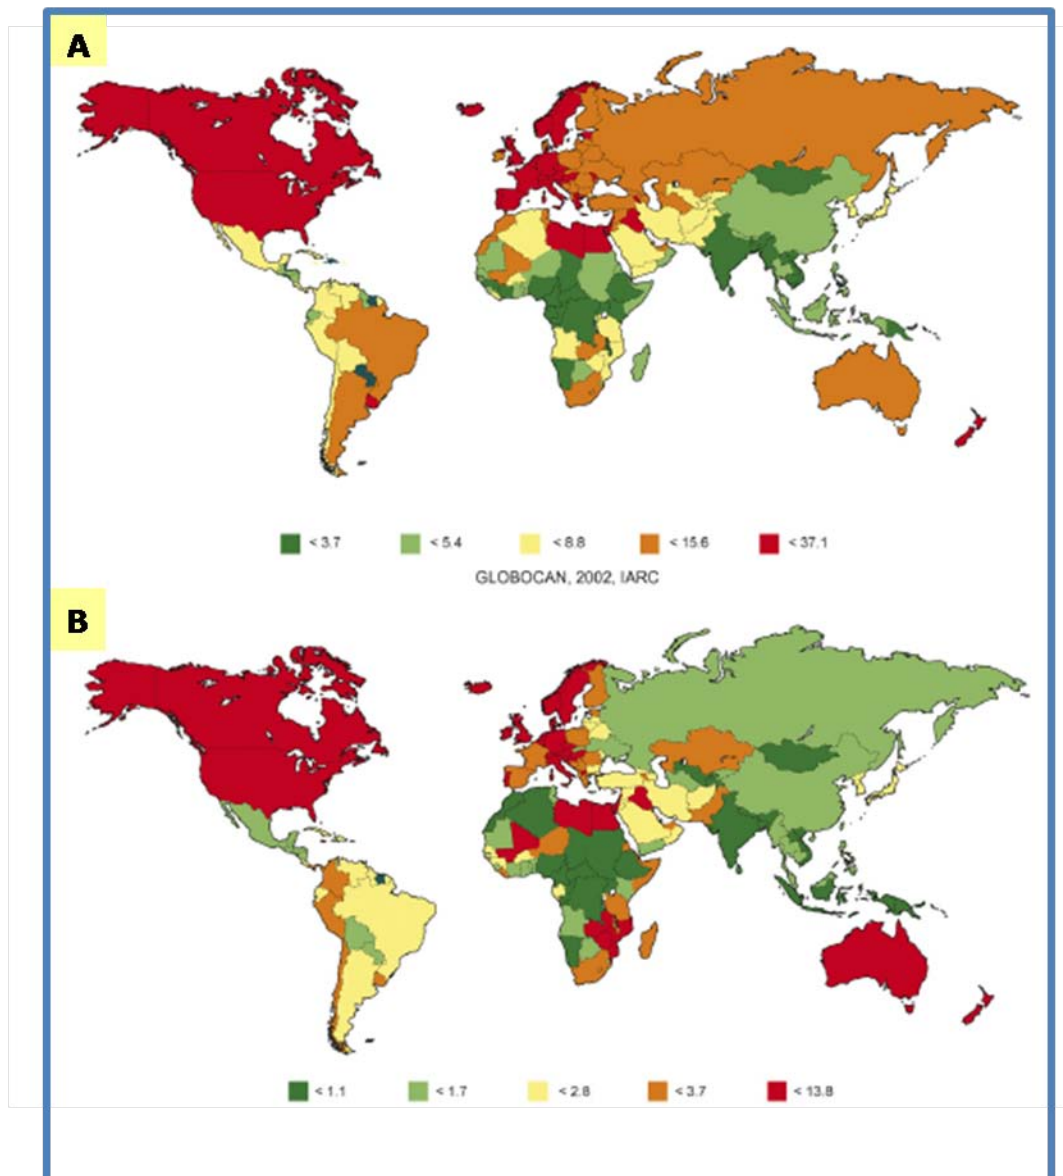 A
< 3.7 < 5.4 < 8.8 < 15.6 < 37.1
GLOBOCAN, 2002, IARC
B
< 1.1 < 1.7 < 2.8 < 3.7 < 13.8